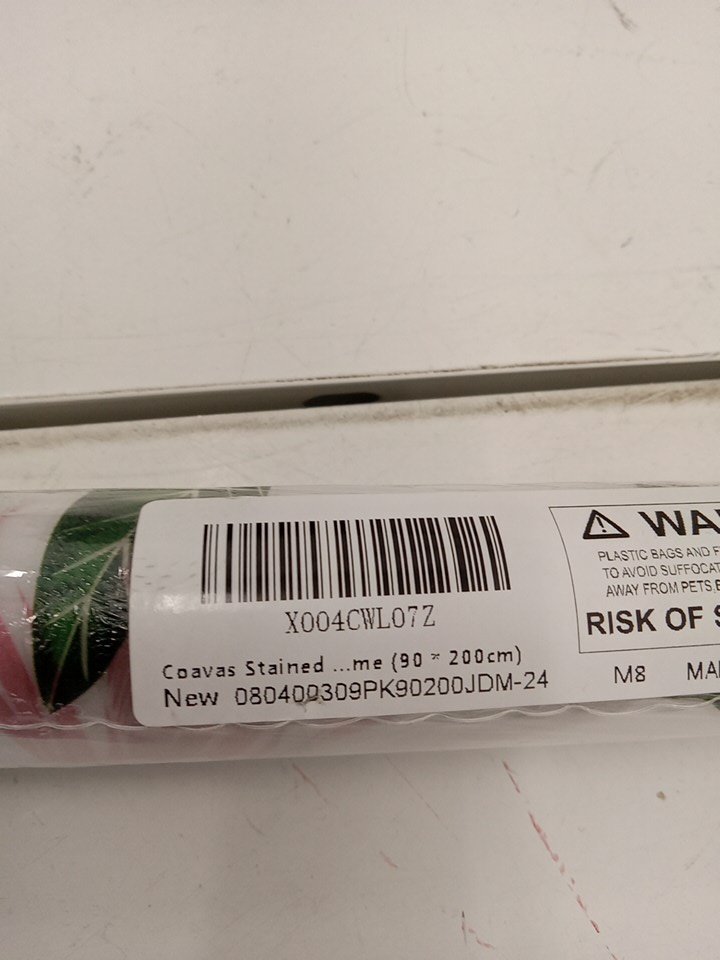 X004CWL07Z
Coavas Stained ...me (90 * 200cm)
New 080400309PK90200JDM-24
⚠ WA
PLASTIC BAGS AND
TO AVOID SUFFOCAT
AWAY FROM PETS,
RISK OF
M8 MA